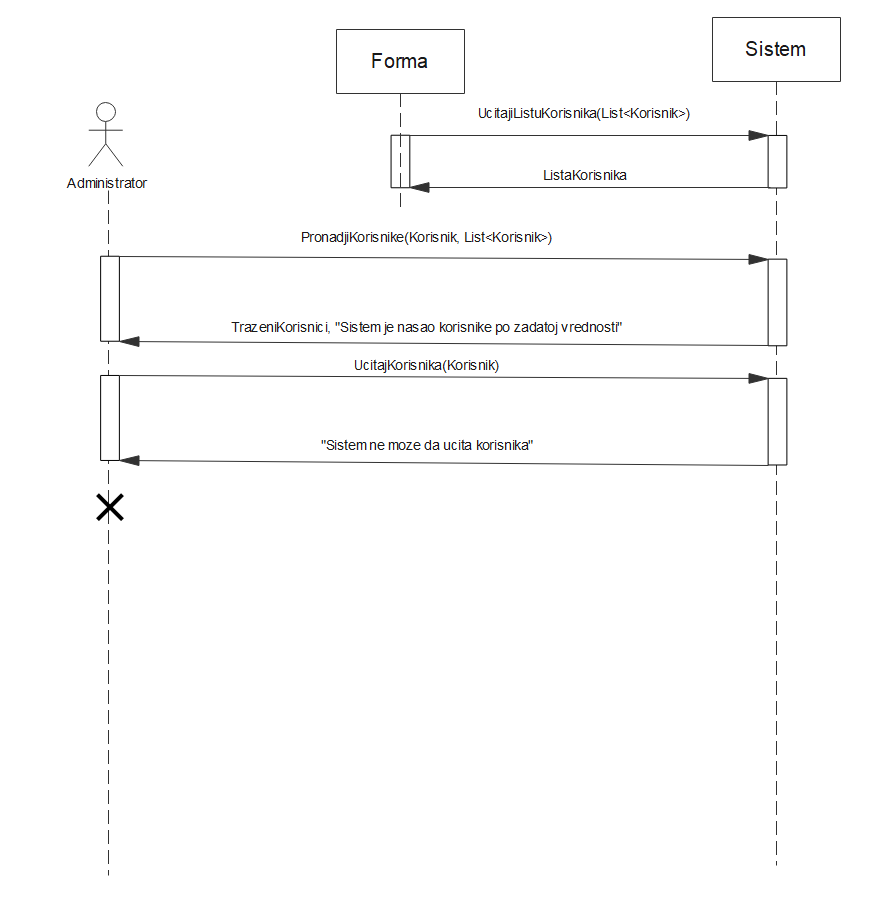 Sistem
Forma
UcitajiListuKorisnika(List<Korisnik>)
ListaKorisnika
Administrator
PronadjiKorisnike(Korisnik, List<Korisnik>)
TrazeniKorisnici, "Sistem je nasao korisnike po zadatoj vrednosti"
UcitajKorisnika(Korisnik)
"Sistem ne moze da ucita korisnika"